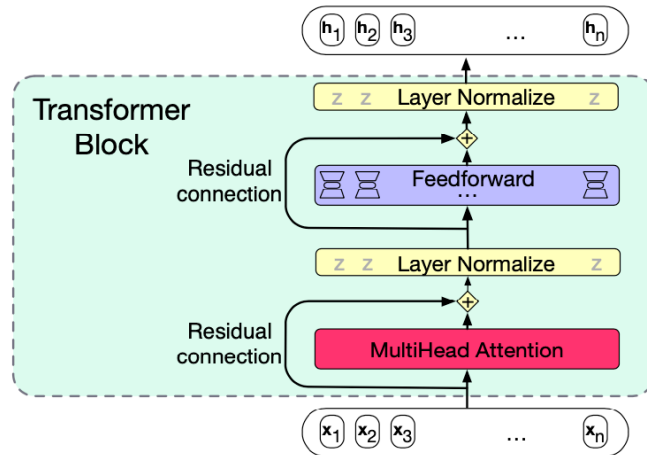 h1 h2 h3 ... hn
Transformer
Block
z z Layer Normalize z
+
Residual
connection
Feedforward
...
z z Layer Normalize z
+
Residual
connection
MultiHead Attention
x1 x2 x3 ... xn